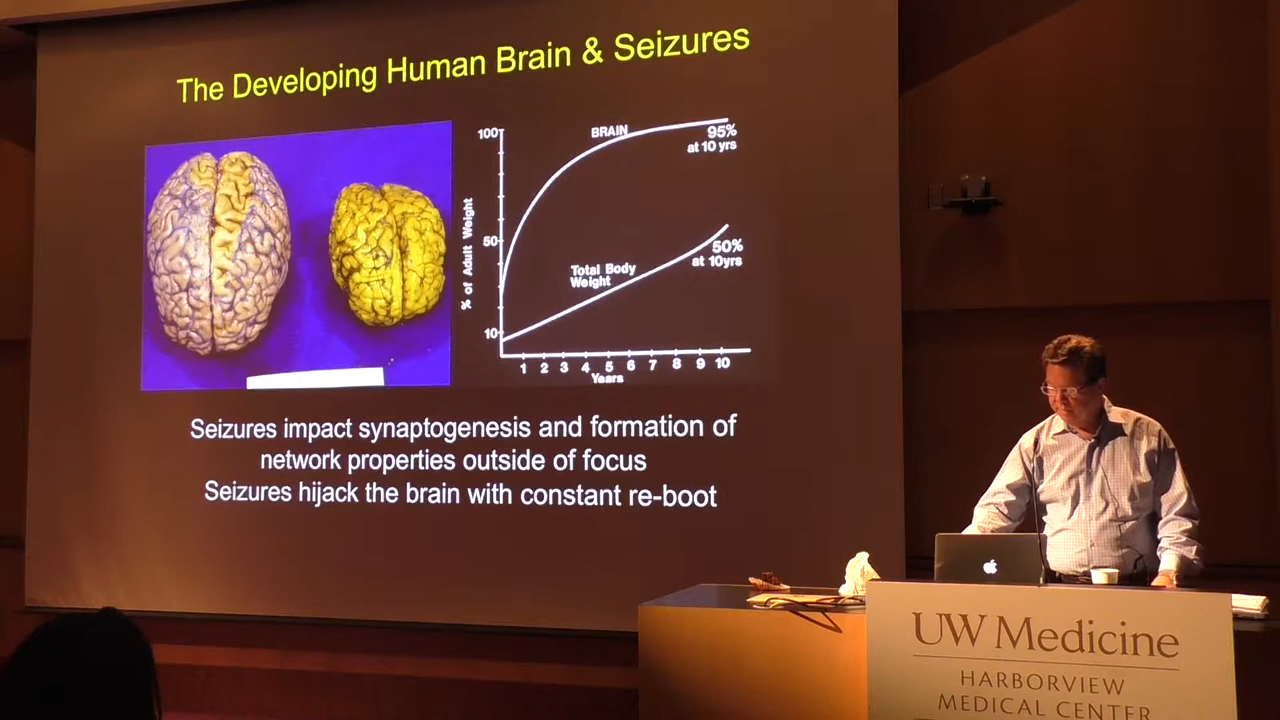 The Developing Human Brain & Seizures
100
50
10
% of Adult Weight
BRAIN
95%
at 10 yrs
Total Body
Weight
50%
at 10yrs
1 2 3 4 5 6 7 8 9 10
Years
Seizures impact synaptogenesis and formation of
network properties outside of focus
Seizures hijack the brain with constant re-boot
UW Medicine
HARBORVIEW
MEDICAL CENTER